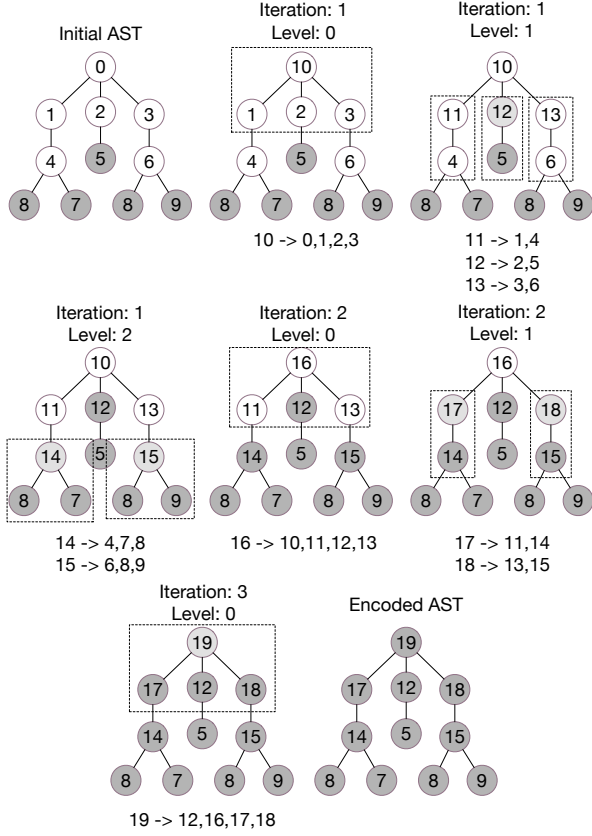 Initial AST
0
1 2 3
4 5 6
8 7 8 9
Iteration: 1
Level: 0
10
1 2 3
4 5 6
8 7 8 9
10 -> 0,1,2,3
Iteration: 1
Level: 1
10
11 12 13
4 5 6
8 7 8 9
11 -> 1,4
12 -> 2,5
13 -> 3,6
Iteration: 1
Level: 2
10
11 12 13
14 5 15
8 7 8 9
14 -> 4,7,8
15 -> 6,8,9
Iteration: 2
Level: 0
16
11 12 13
14 5 15
8 7 8 9
16 -> 10,11,12,13
Iteration: 2
Level: 1
16
17 12 18
14 5 15
8 7 8 9
17 -> 11,14
18 -> 13,15
Iteration: 3
Level: 0
19
17 12 18
14 5 15
8 7 8 9
19 -> 12,16,17,18
Encoded AST
19
17 12 18
14 5 15
8 7 8 9